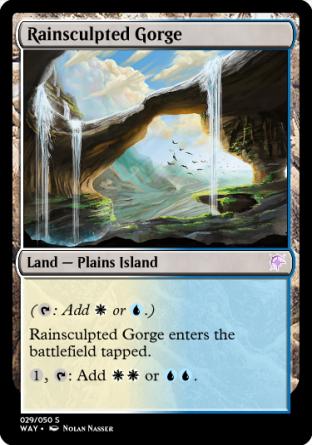 Rainsculpted Gorge
Land — Plains Island
(: Add or .)
Rainsculpted Gorge enters the
battlefield tapped.
1, : Add or .
029/050 S
WAY • Nolan Nasser